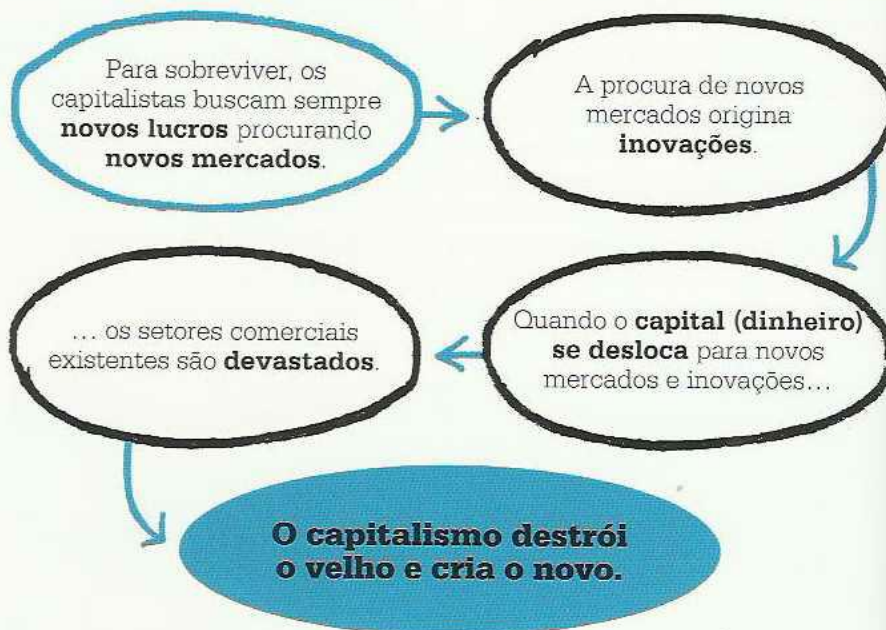 Para sobreviver, os
capitalistas buscam sempre
novos lucros procurando
novos mercados.
A procura de novos
mercados origina
inovações.
Quando o capital (dinheiro)
se desloca para novos
mercados e inovações...
... os setores comerciais
existentes são devastados.
O capitalismo destrói
o velho e cria o novo.